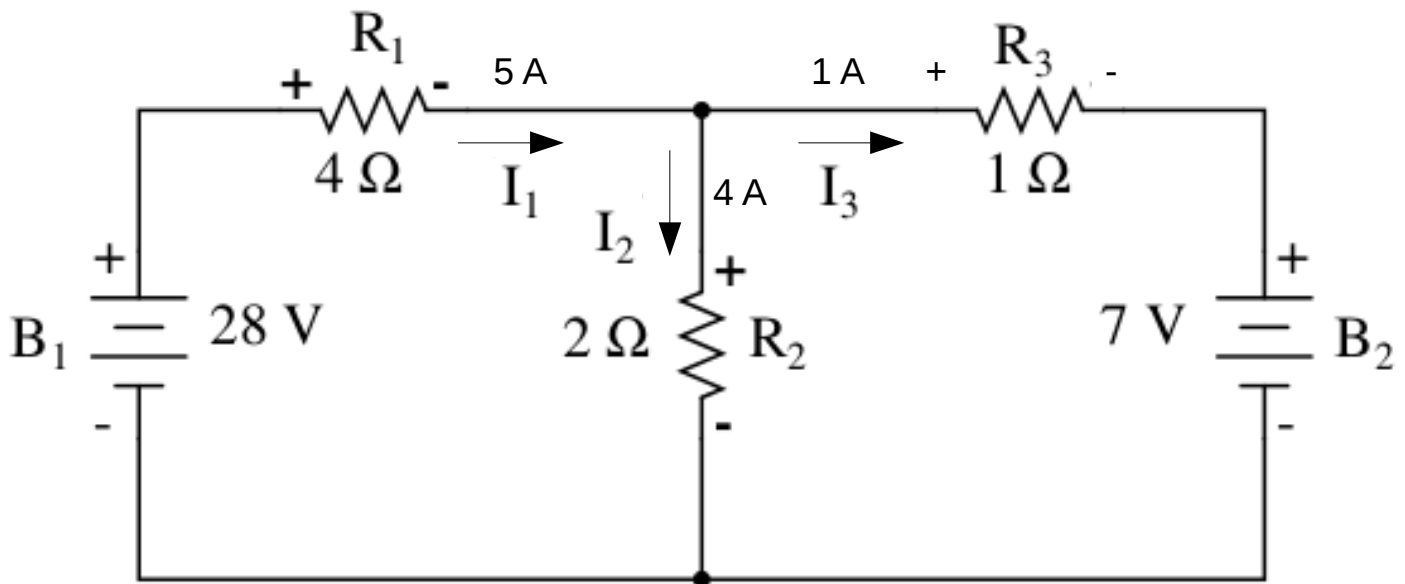 R₁
+ - 5 A 1 A + R₃ -
4 Ω I₁ 4 A I₃ 1 Ω
I₂
+ + +
B₁ 28 V 2 Ω R₂ 7 V B₂
- - -